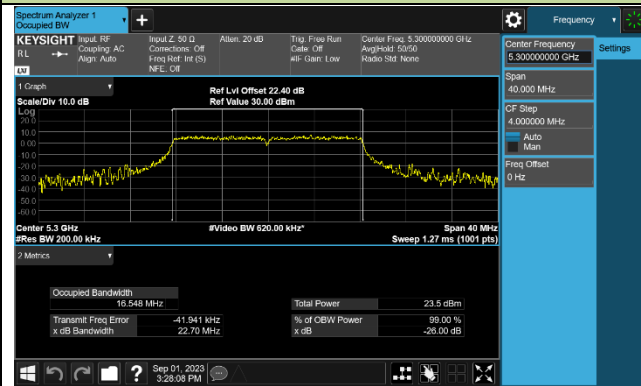 Spectrum Analyzer 1
Occupied BW
Frequency
KEYSIGHT
Input: RF
Coupling: AC
Align: Auto
Input Z: 50 Ω
Corrections: Off
Freq Ref: Int (S)
NFE: Off
Atten: 20 dB
Trig: Free Run
Gate: Off
#IF Gain: Low
Center Freq: 5.300000000 GHz
Avg|Hold: 50/50
Radio Std: None
RL
LXI
Center Frequency
5.300000000 GHz
Settings
Span
40.000 MHz
CF Step
4.000000 MHz
Auto
Man
Freq Offset
0 Hz
1 Graph
Scale/Div 10.0 dB
Ref Lvl Offset 22.40 dB
Ref Value 30.00 dBm
Log
20.0
10.0
0.00
-10.0
-20.0
-30.0
-40.0
-50.0
-60.0
Center 5.3 GHz
#Res BW 200.00 kHz
#Video BW 620.00 kHz*
Span 40 MHz
Sweep 1.27 ms (1001 pts)
2 Metrics
Occupied Bandwidth
16.548 MHz
Total Power 23.5 dBm
Transmit Freq Error -41.941 kHz
% of OBW Power 99.00 %
x dB Bandwidth 22.70 MHz
x dB -26.00 dB
Sep 01, 2023
3:28:08 PM